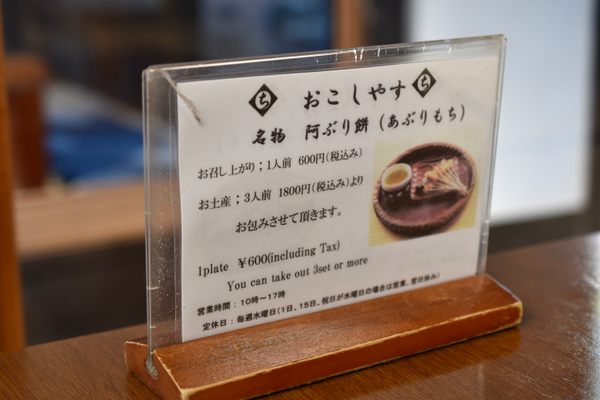 ち おこしやす ち
名物 阿ぶり餅（あぶりもち）
お召し上がり；1人前 600円（税込み）
お土産；3人前 1800円（税込み）より
お包みさせて頂きます。
1plate ￥600(including Tax)
You can take out 3set or more
営業時間：10時～17時
定休日：毎週水曜日（1日、15日、祝日が水曜日の場合は営業、翌日休み）